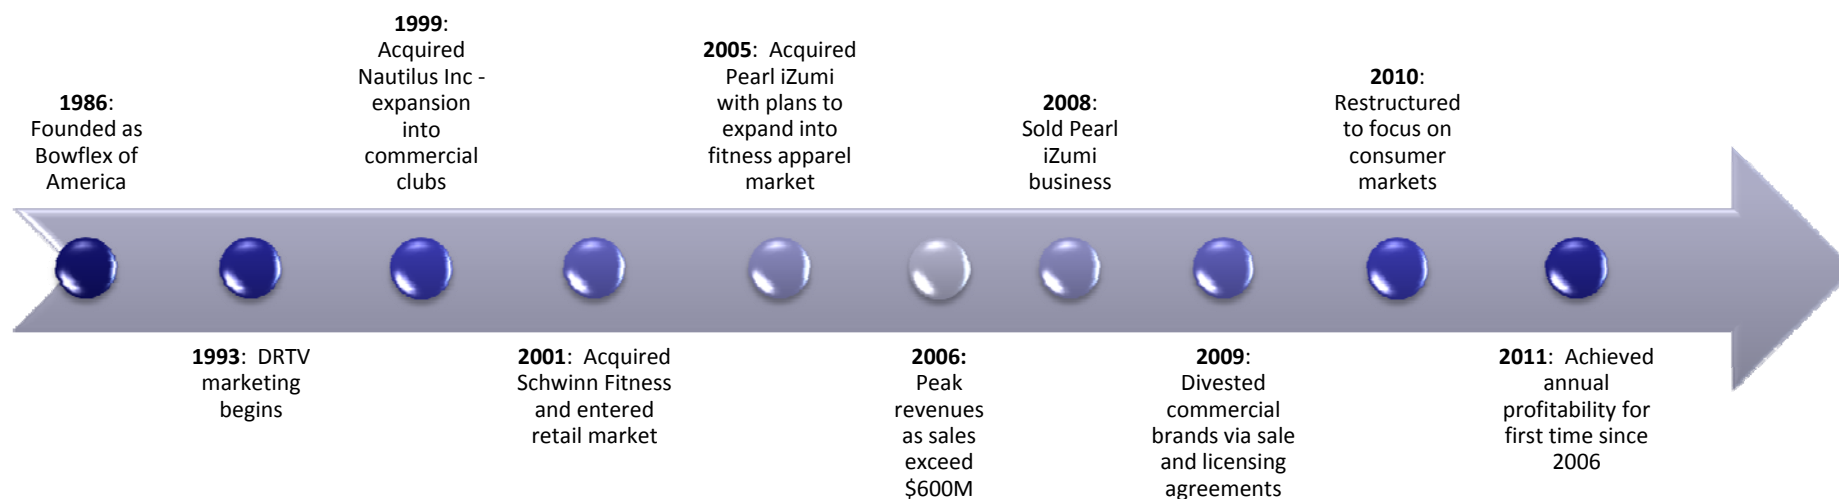 1986:
Founded as
Bowflex of
America
1993:  DRTV
marketing
begins
1999:
Acquired
Nautilus Inc -
expansion
into
commercial
clubs
2001:  Acquired
Schwinn Fitness
and entered
retail market
2005:  Acquired
Pearl iZumi
with plans to
expand into
fitness apparel
market
2006:
Peak
revenues
as sales
exceed
$600M
2008:
Sold Pearl
iZumi
business
2009:
Divested
commercial
brands via sale
and licensing
agreements
2010:
Restructured
to focus on
consumer
markets
2011:  Achieved
annual
profitability for
first time since
2006